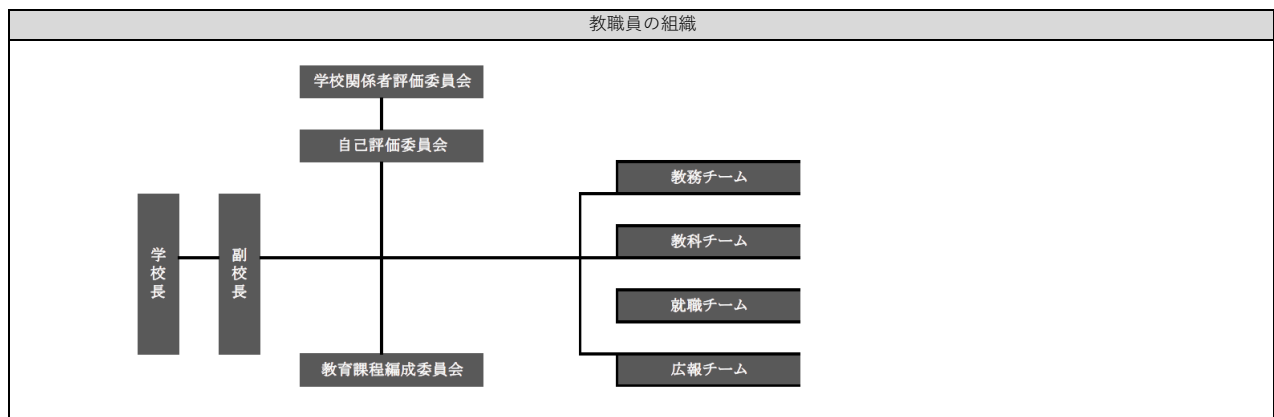 教職員の組織
学校関係者評価委員会
自己評価委員会
教務チーム
学校長
副校長
教科チーム
就職チーム
教育課程編成委員会
広報チーム